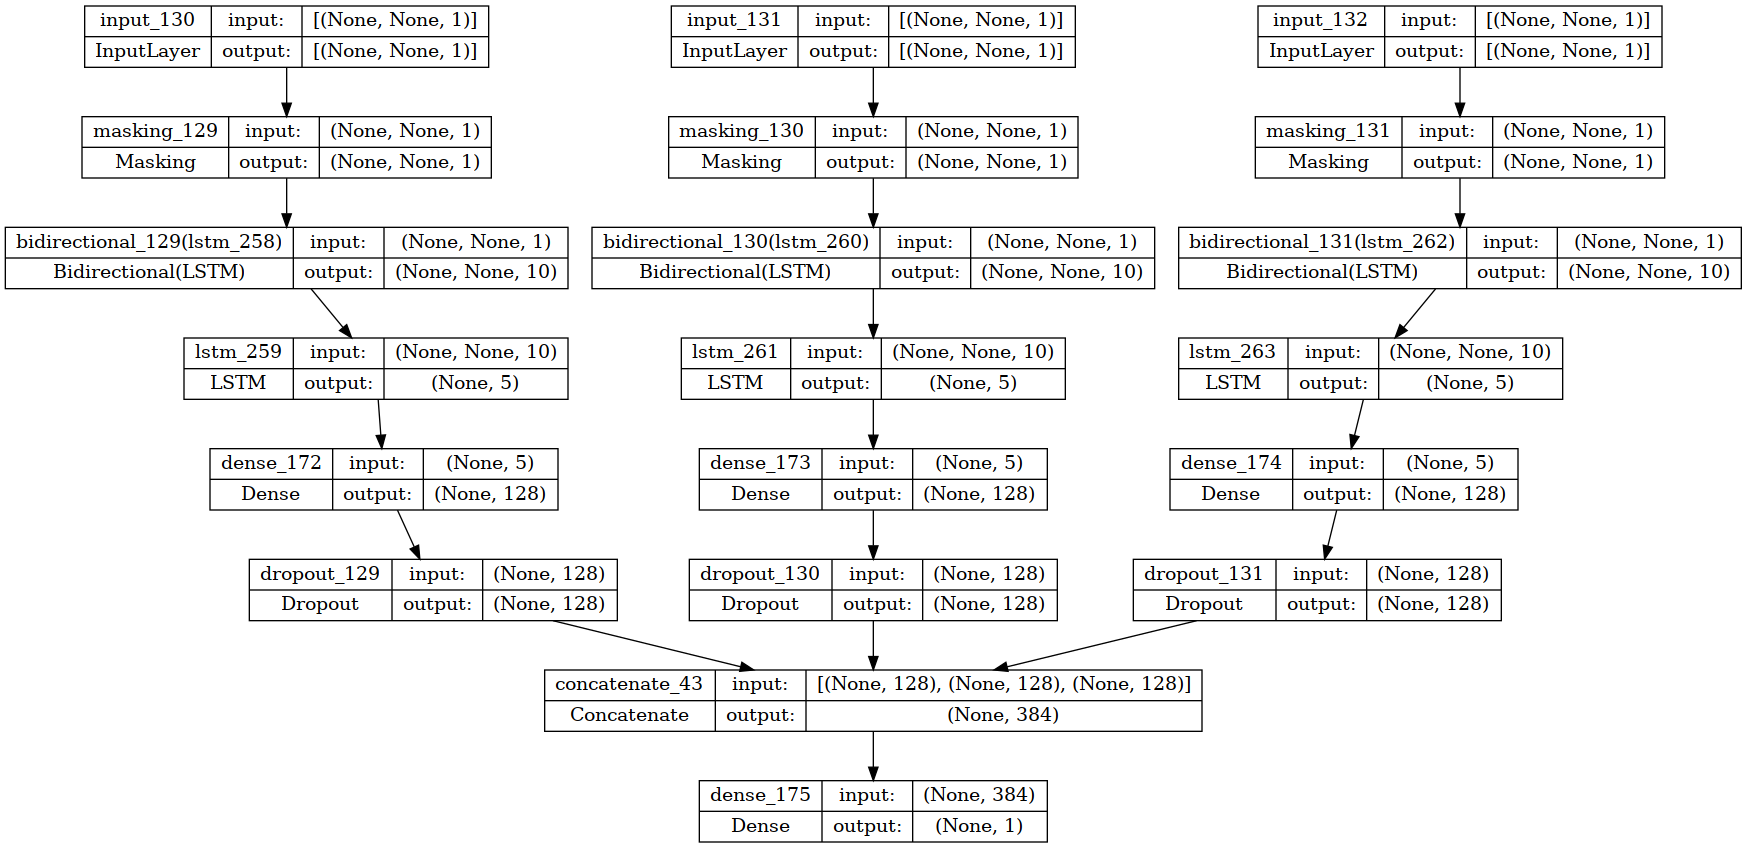 input_130 input: [(None, None, 1)]
InputLayer output: [(None, None, 1)]
input_131 input: [(None, None, 1)]
InputLayer output: [(None, None, 1)]
input_132 input: [(None, None, 1)]
InputLayer output: [(None, None, 1)]
masking_129 input: (None, None, 1)
Masking output: (None, None, 1)
masking_130 input: (None, None, 1)
Masking output: (None, None, 1)
masking_131 input: (None, None, 1)
Masking output: (None, None, 1)
bidirectional_129(lstm_258) input: (None, None, 1)
Bidirectional(LSTM) output: (None, None, 10)
bidirectional_130(lstm_260) input: (None, None, 1)
Bidirectional(LSTM) output: (None, None, 10)
bidirectional_131(lstm_262) input: (None, None, 1)
Bidirectional(LSTM) output: (None, None, 10)
lstm_259 input: (None, None, 10)
LSTM output: (None, 5)
lstm_261 input: (None, None, 10)
LSTM output: (None, 5)
lstm_263 input: (None, None, 10)
LSTM output: (None, 5)
dense_172 input: (None, 5)
Dense output: (None, 128)
dense_173 input: (None, 5)
Dense output: (None, 128)
dense_174 input: (None, 5)
Dense output: (None, 128)
dropout_129 input: (None, 128)
Dropout output: (None, 128)
dropout_130 input: (None, 128)
Dropout output: (None, 128)
dropout_131 input: (None, 128)
Dropout output: (None, 128)
concatenate_43 input: [(None, 128), (None, 128), (None, 128)]
Concatenate output: (None, 384)
dense_175 input: (None, 384)
Dense output: (None, 1)